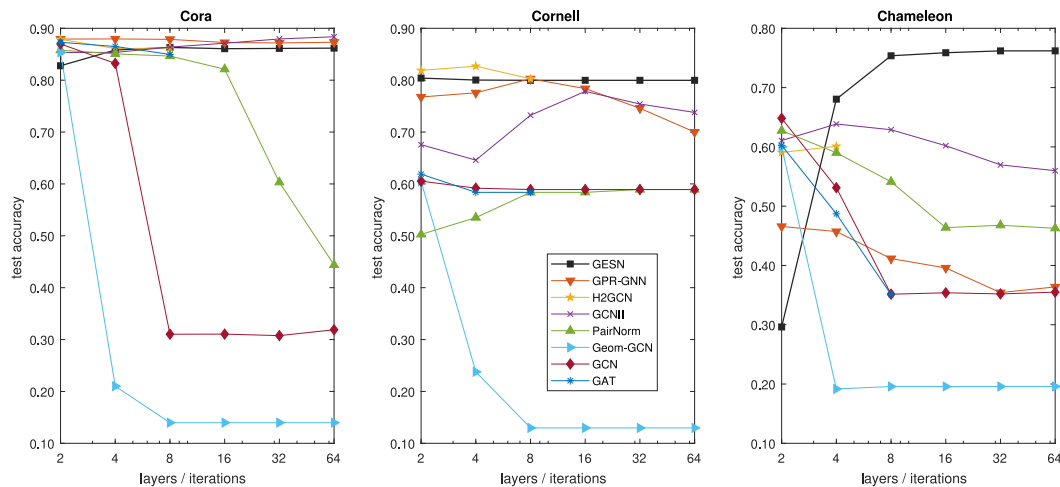 Cora
0.90
0.80
0.70
0.60
0.50
0.40
0.30
0.20
0.10
test accuracy
2 4 8 16 32 64
layers / iterations
Cornell
0.90
0.80
0.70
0.60
0.50
0.40
0.30
0.20
0.10
test accuracy
GESN
GPR-GNN
H2GCN
GCNII
PairNorm
Geom-GCN
GCN
GAT
2 4 8 16 32 64
layers / iterations
Chameleon
0.80
0.70
0.60
0.50
0.40
0.30
0.20
0.10
test accuracy
2 4 8 16 32 64
layers / iterations